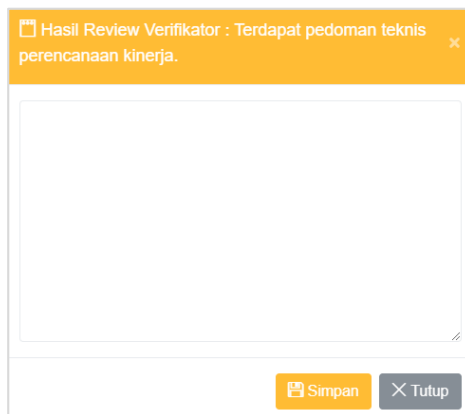 Hasil Review Verifikator : Terdapat pedoman teknis
perencanaan kinerja.
×
Simpan
Tutup